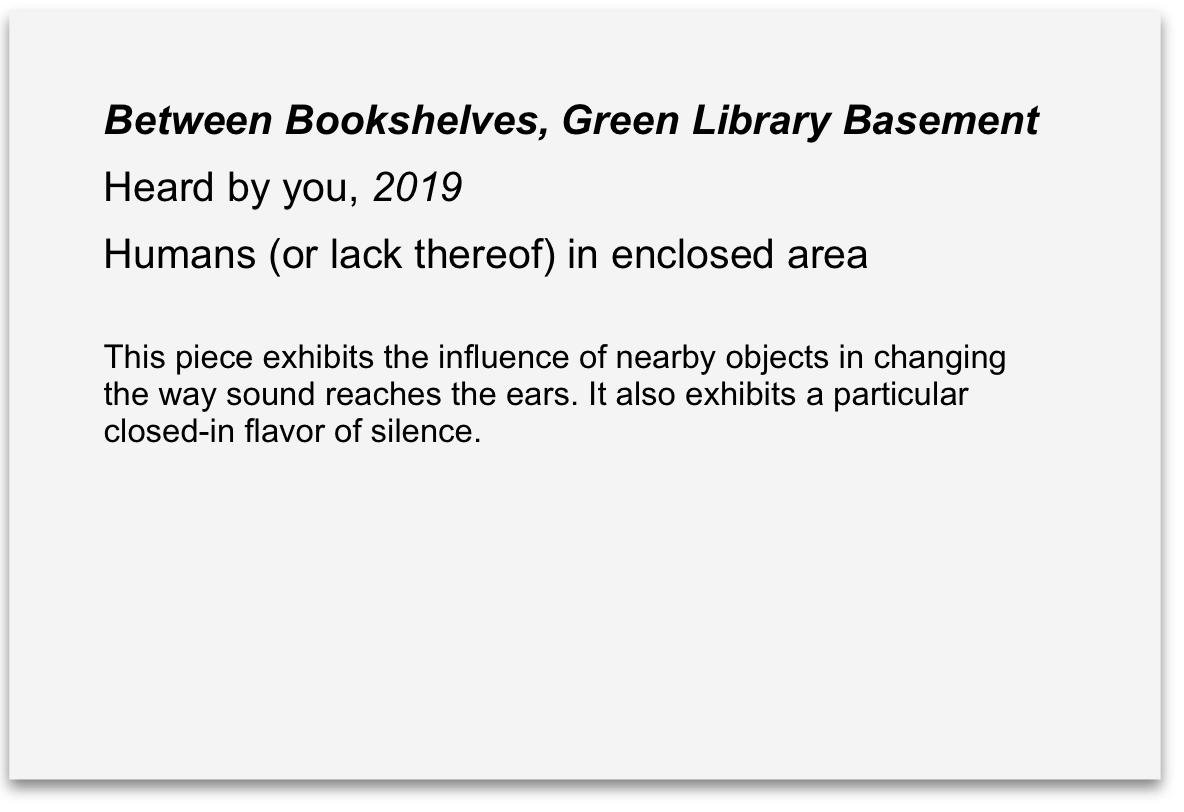 Between Bookshelves, Green Library Basement
Heard by you, 2019
Humans (or lack thereof) in enclosed area
This piece exhibits the influence of nearby objects in changing
the way sound reaches the ears. It also exhibits a particular
closed-in flavor of silence.